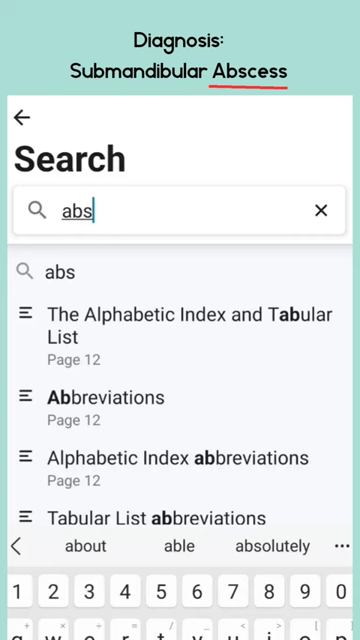 Diagnosis:
Submandibular Abscess
Search
abs
abs
The Alphabetic Index and Tabular
List
Page 12
Abbreviations
Page 12
Alphabetic Index abbreviations
Page 12
Tabular List abbreviations
about able absolutely
1 2 3 4 5 6 7 8 9 0
q w e r t y u i o p